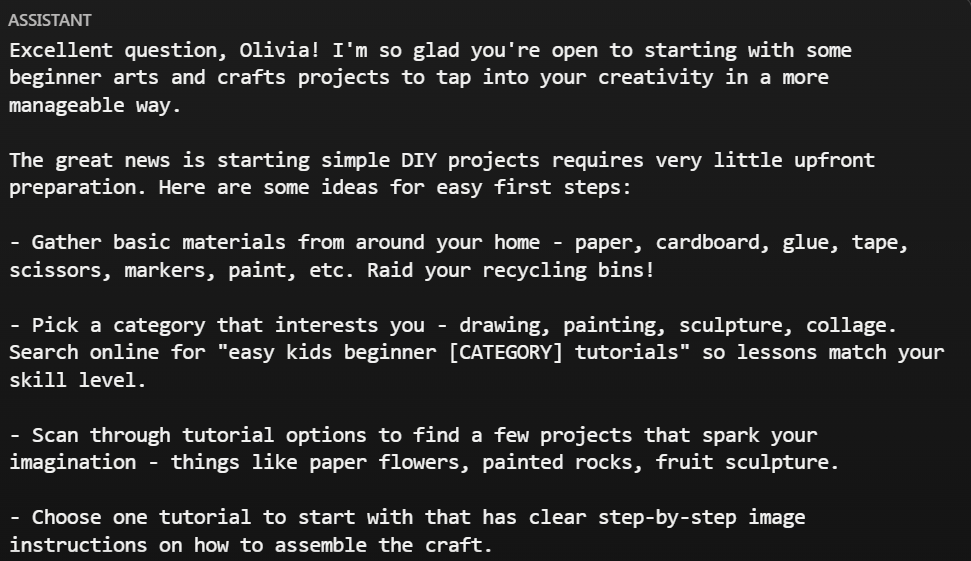 ASSISTANT
Excellent question, Olivia! I'm so glad you're open to starting with some
beginner arts and crafts projects to tap into your creativity in a more
manageable way.
The great news is starting simple DIY projects requires very little upfront
preparation. Here are some ideas for easy first steps:
- Gather basic materials from around your home - paper, cardboard, glue, tape,
scissors, markers, paint, etc. Raid your recycling bins!
- Pick a category that interests you - drawing, painting, sculpture, collage.
Search online for "easy kids beginner [CATEGORY] tutorials" so lessons match your
skill level.
- Scan through tutorial options to find a few projects that spark your
imagination - things like paper flowers, painted rocks, fruit sculpture.
- Choose one tutorial to start with that has clear step-by-step image
instructions on how to assemble the craft.